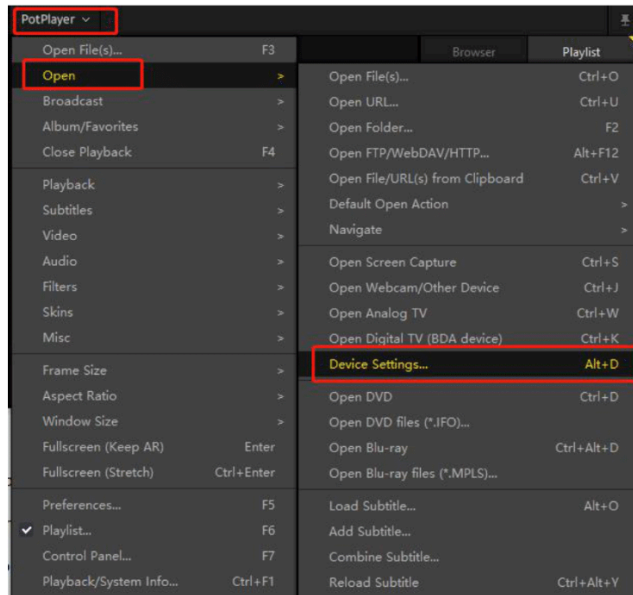 PotPlayer
Browser
Playlist
Open File(s)... F3
Open >
Broadcast >
Album/Favorites >
Close Playback F4
Playback >
Subtitles >
Video >
Audio >
Filters >
Skins >
Misc >
Frame Size >
Aspect Ratio >
Window Size >
Fullscreen (Keep AR) Enter
Fullscreen (Stretch) Ctrl+Enter
Preferences... F5
Playlist... F6
Control Panel... F7
Playback/System Info... Ctrl+F1
Open File(s)... Ctrl+O
Open URL... Ctrl+U
Open Folder... F2
Open FTP/WebDAV/HTTP... Alt+F12
Open File/URL(s) from Clipboard Ctrl+V
Default Open Action >
Navigate >
Open Screen Capture Ctrl+S
Open Webcam/Other Device Ctrl+J
Open Analog TV Ctrl+W
Open Digital TV (BDA device) Ctrl+K
Device Settings... Alt+D
Open DVD Ctrl+D
Open DVD files (*.IFO)...
Open Blu-ray Ctrl+Alt+D
Open Blu-ray files (*.MPLS)...
Load Subtitle... Alt+O
Add Subtitle...
Combine Subtitle...
Reload Subtitle Ctrl+Alt+Y